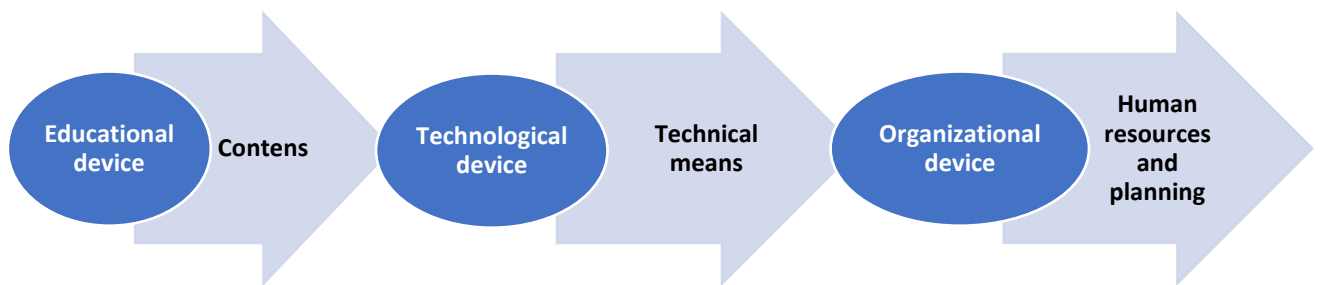 Educational
device
Contens
Technological
device
Technical
means
Organizational
device
Human
resources
and
planning